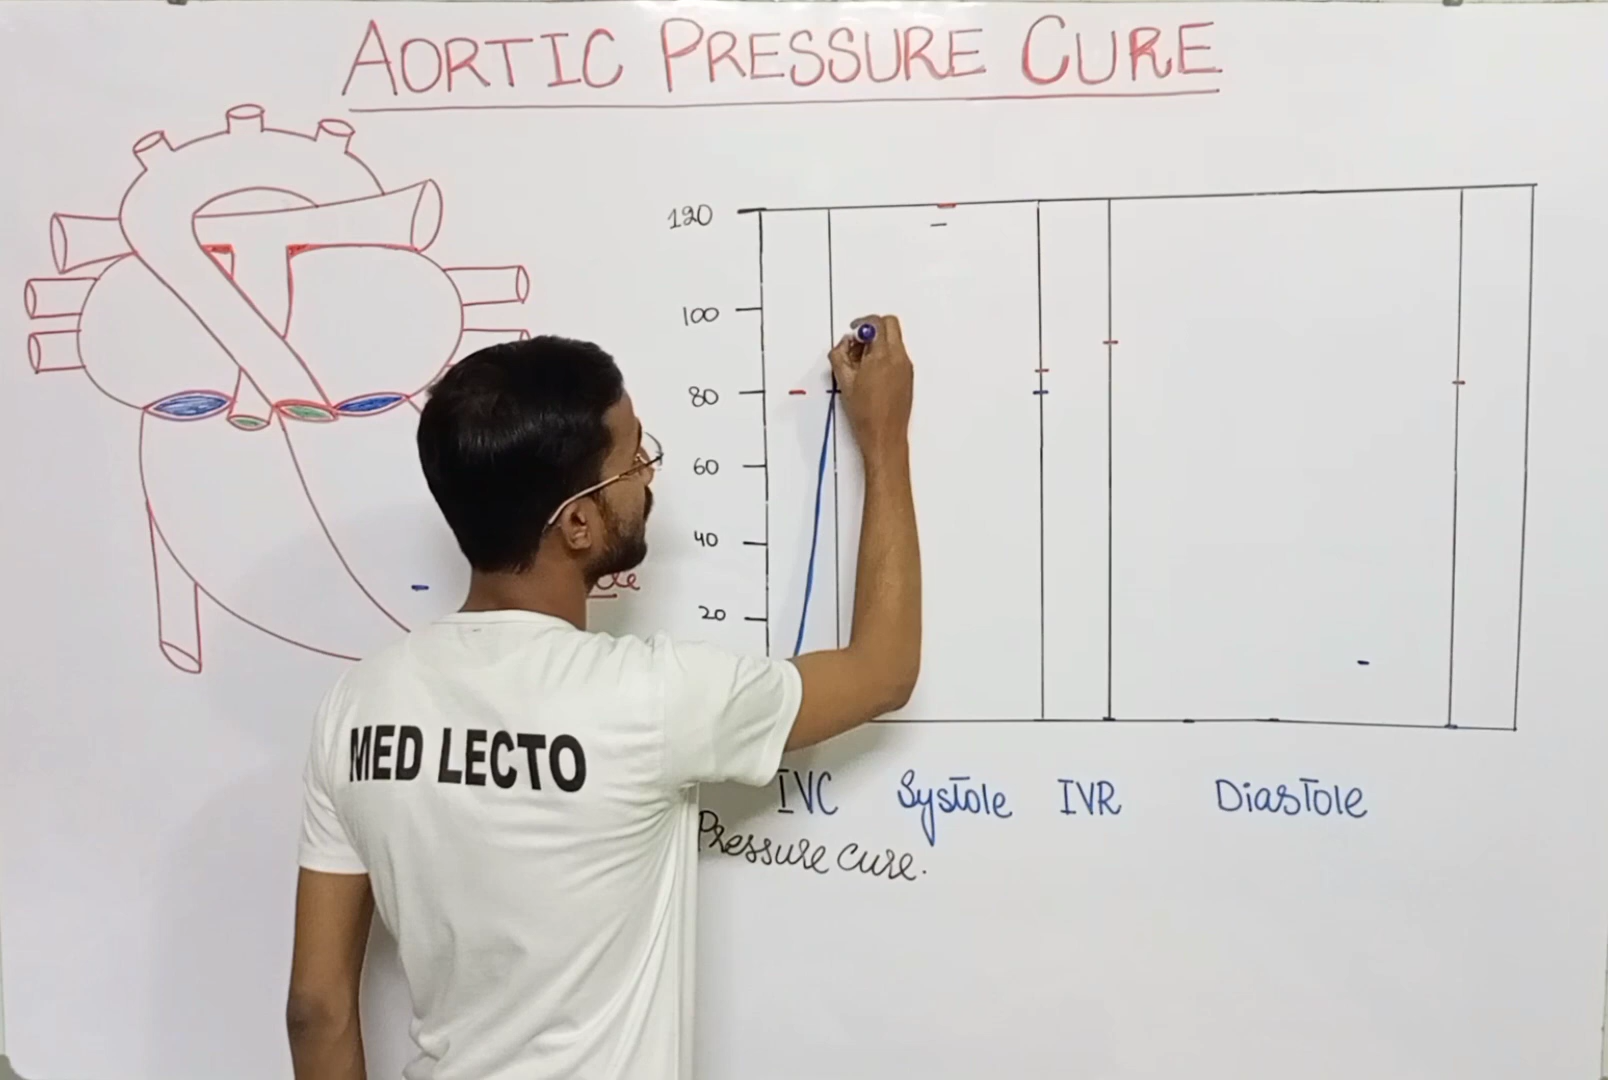 AORTIC PRESSURE CURE
120
100
80
60
40
20
MED LECTO
IVC Systole IVR Diastole
Pressure cure.